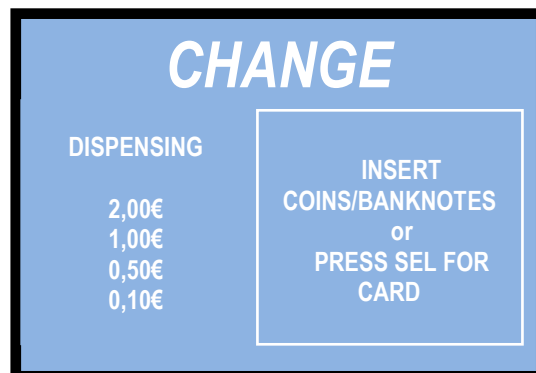 CHANGE
DISPENSING
2,00€
1,00€
0,50€
0,10€
INSERT
COINS/BANKNOTES
or
PRESS SEL FOR
CARD